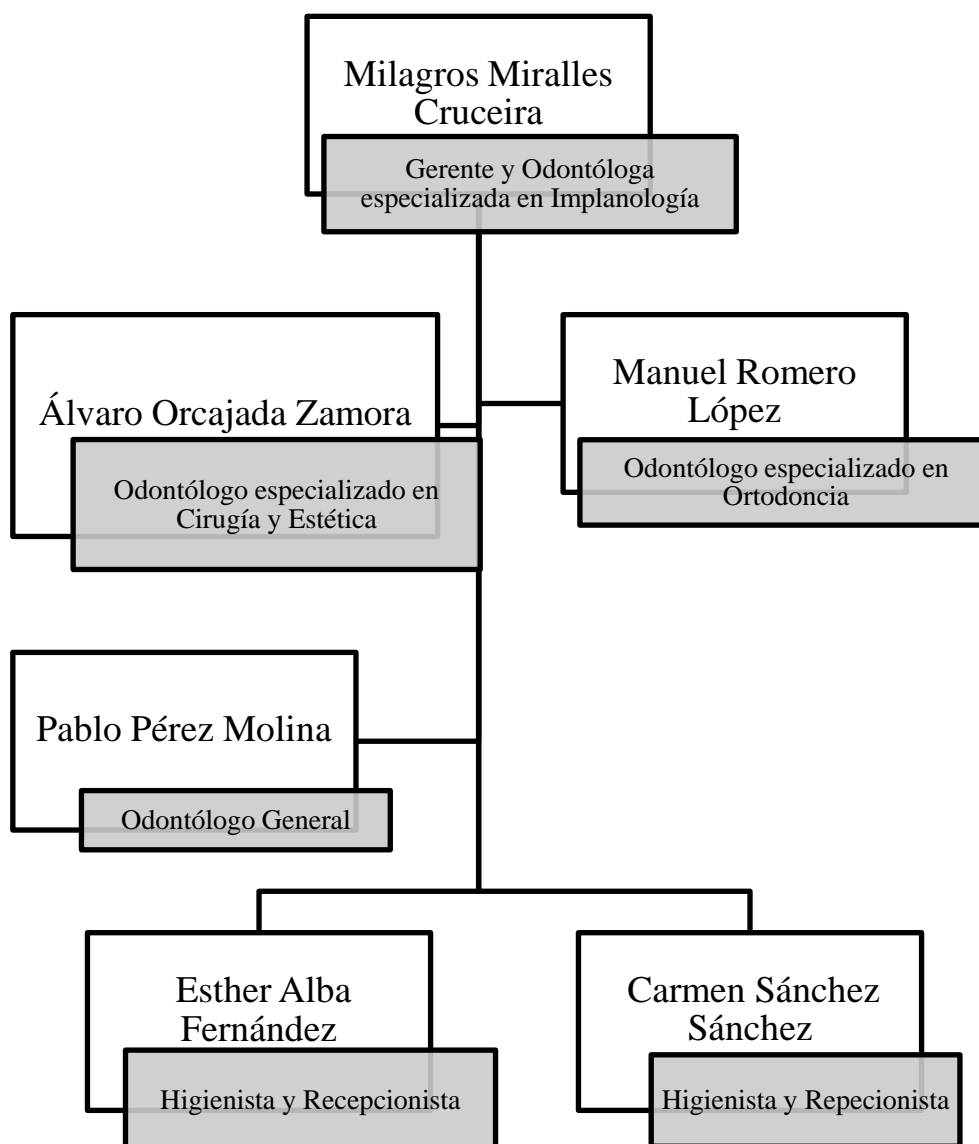 Milagros Miralles
Cruceira
Gerente y Odontóloga
especializada en Implanología
Álvaro Orcajada Zamora
Odontólogo especializado en
Cirugía y Estética
Manuel Romero
López
Odontólogo especializado en
Ortodoncia
Pablo Pérez Molina
Odontólogo General
Esther Alba
Fernández
Higienista y Recepcionista
Carmen Sánchez
Sánchez
Higienista y Repecionista